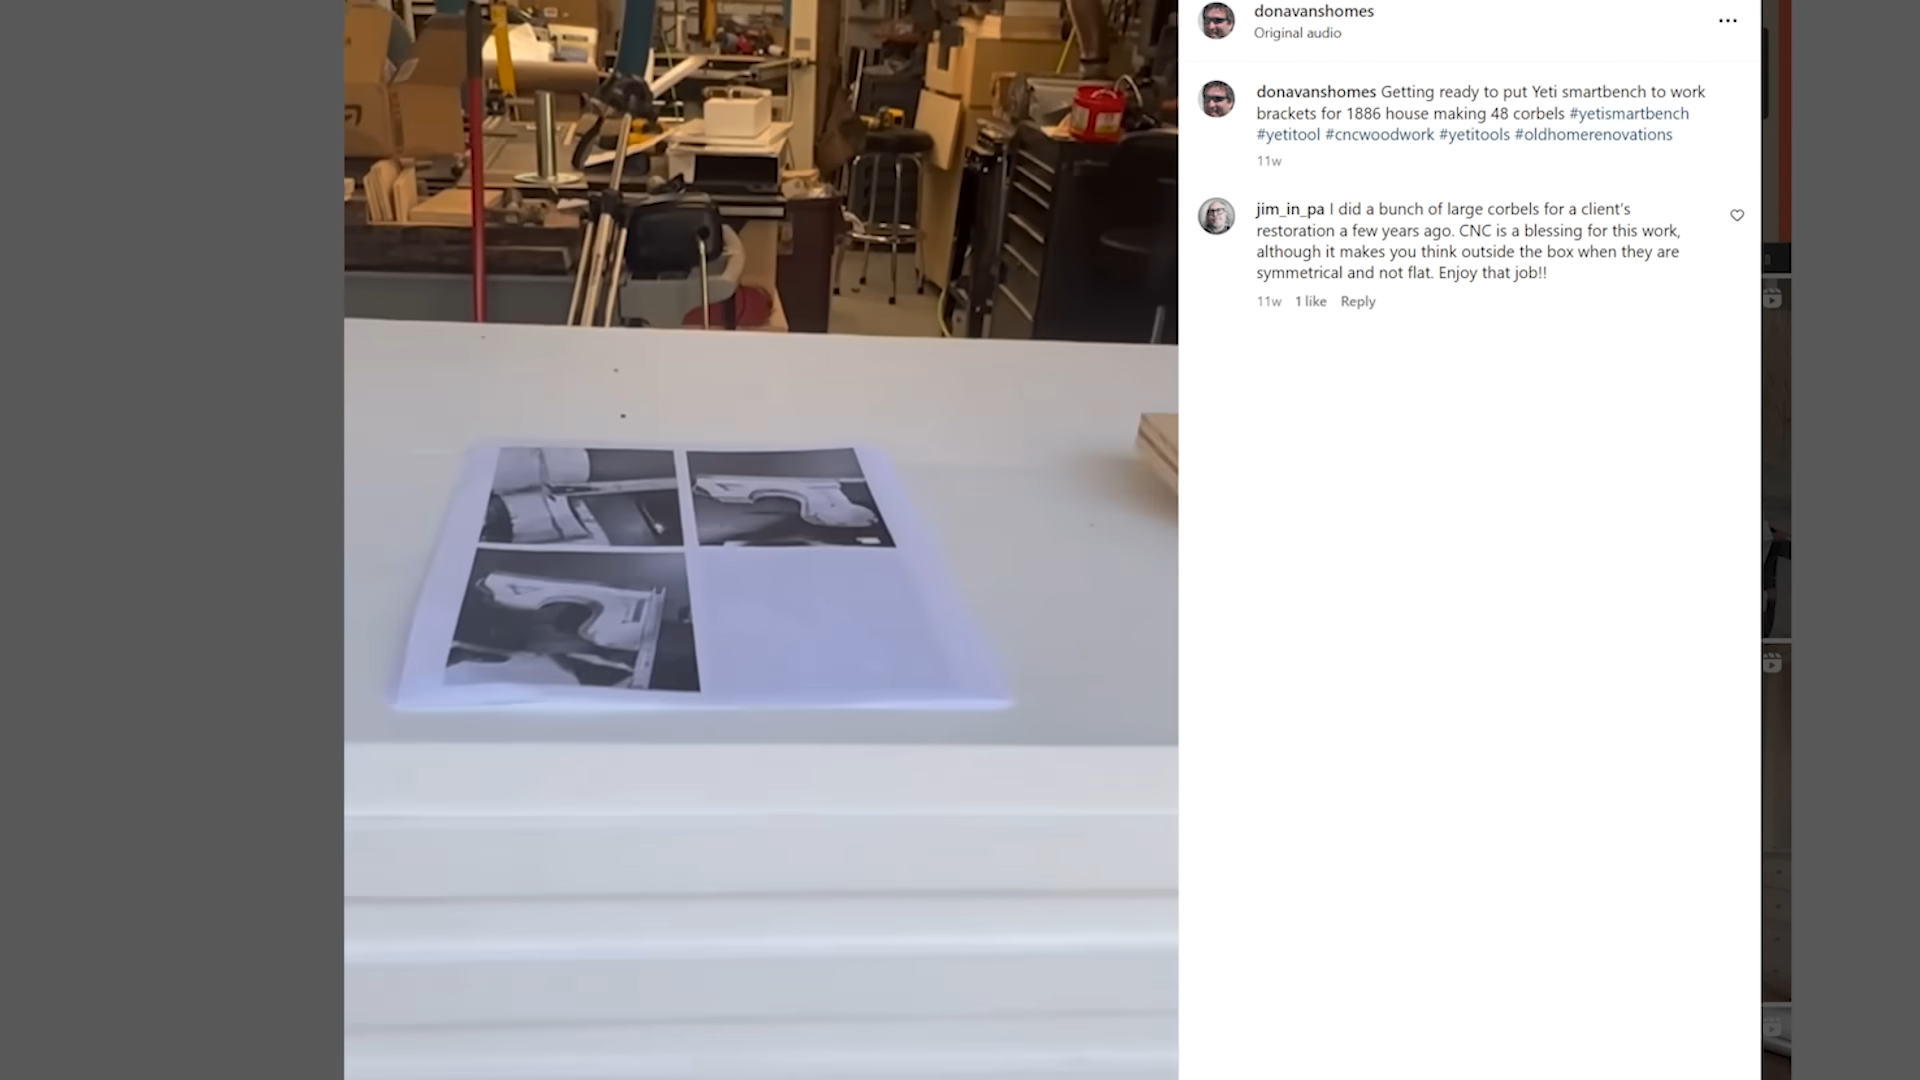 donavanshomes
Original audio
...
donavanshomes Getting ready to put Yeti smartbench to work
brackets for 1886 house making 48 corbels #yetismartbench
#yetitool #cncwoodwork #yetitools #oldhomerenovations
11w
jim_in_pa I did a bunch of large corbels for a client's
restoration a few years ago. CNC is a blessing for this work,
although it makes you think outside the box when they are
symmetrical and not flat. Enjoy that job!!
11w 1 like Reply